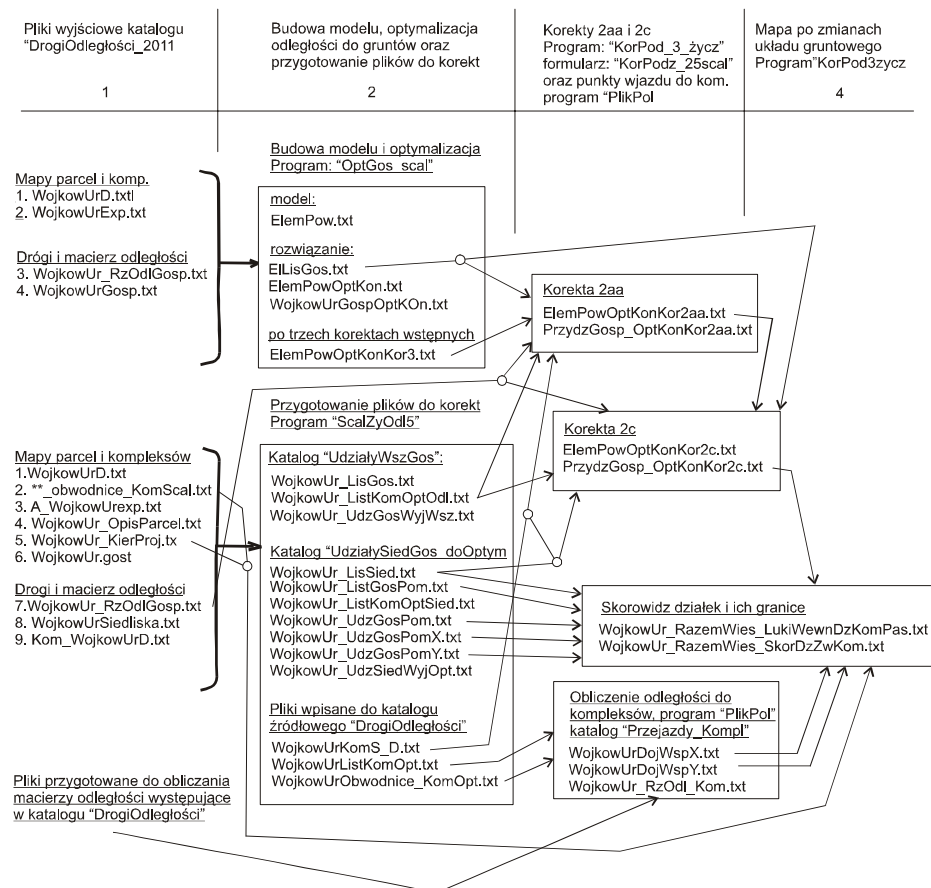 Pliki wyjściowe katalogu
“DrogiOdległości_2011
1
Budowa modelu, optymalizacja
odległości do gruntów oraz
przygotowanie plików do korekt
2
Korekty 2aa i 2c
Program: “KorPod_3_życz”
formularz: “KorPodz_25scal”
oraz punkty wjazdu do kom.
program “PlikPol
Mapa po zmianach
układu gruntowego
Program”KorPod3zycz
4
Budowa modelu i optymalizacja
Program: “OptGos_scal”
Mapy parcel i komp.
1. WojkowUrD.txtl
2. WojkowUrExp.txt
Drógi i macierz odległości
3. WojkowUr_RzOdlGosp.txt
4. WojkowUrGosp.txt
model:
ElemPow.txt
rozwiązanie:
ElLisGos.txt
ElemPowOptKon.txt
WojkowUrGospOptKOn.txt
po trzech korektach wstępnych
ElemPowOptKonKor3.txt
Korekta 2aa
ElemPowOptKonKor2aa.txt
PrzydzGosp_OptKonKor2aa.txt
Przygotowanie plików do korekt
Program “ScalZyOdl5”
Korekta 2c
ElemPowOptKonKor2c.txt
PrzydzGosp_OptKonKor2c.txt
Mapy parcel i kompleksów
1.WojkowUrD.txt
2. **_obwodnice_KomScal.txt
3. A_WojkowUrexp.txt
4. WojkowUr_OpisParcel.txt
5. WojkowUr_KierProj.tx
6. WojkowUr.gost
Drogi i macierz odległości
7.WojkowUr_RzOdlGosp.txt
8. WojkowUrSiedliska.txt
9. Kom_WojkowUrD.txt
Katalog “UdziałyWszGos”:
WojkowUr_LisGos.txt
WojkowUr_ListKomOptOdl.txt
WojkowUr_UdzGosWyjWsz.txt
Katalog “UdziałySiedGos_doOptym
WojkowUr_LisSied.txt
WojkowUr_ListGosPom.txt
WojkowUr_ListKomOptSied.txt
WojkowUr_UdzGosPom.txt
WojkowUr_UdzGosPomX.txt
WojkowUr_UdzGosPomY.txt
WojkowUr_UdzSiedWyjOpt.txt
Pliki wpisane do katalogu
źródłowego “DrogiOdległości”
WojkowUrKomS_D.txt
WojkowUrListKomOpt.txt
WojkowUrObwodnice_KomOpt.txt
Skorowidz działek i ich granice
WojkowUr_RazemWies_LukiWewnDzKomPas.txt
WojkowUr_RazemWies_SkorDzZwKom.txt
Obliczenie odległości do
kompleksów, program “PlikPol”
katalog “Przejazdy_Kompl”
WojkowUrDojWspX.txt
WojkowUrDojWspY.txt
WojkowUr_RzOdl_Kom.txt
Pliki przygotowane do obliczania
macierzy odległości występujące
w katalogu “DrogiOdległości”